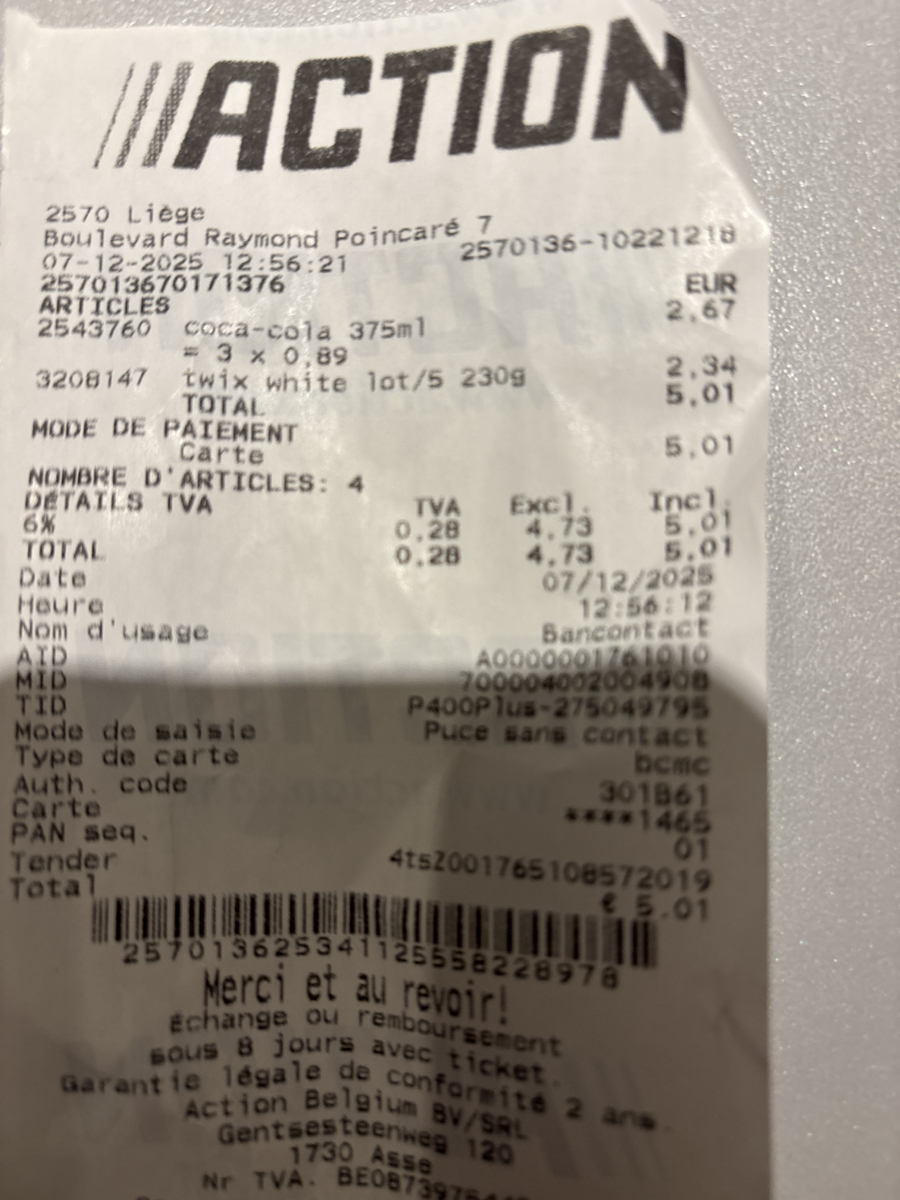 ACTION
2570 Liège
Boulevard Raymond Poincaré 7
07-12-2025 12:56:21 2570136-10221218
257013670171376 EUR
ARTICLES 2,67
2543760 coca-cola 375ml
= 3 x 0,89
3208147 twix white lot/5 230g 2,34
TOTAL 5,01
MODE DE PAIEMENT
Carte 5,01
NOMBRE D'ARTICLES: 4
DÉTAILS TVA TVA Excl. Incl.
6% 0.28 4.73 5.01
TOTAL 0.28 4.73 5.01
Date 07/12/2025
Heure 12:56:12
Nom d'usage Bancontact
AID A0000001761010
MID 700004002004908
TID P400Plus-275049795
Mode de saisie Puce sans contact
Type de carte bcmc
Auth. code 301B61
Carte ****1465
PAN seq. 01
Tender 4tsZ001765108572019
Total € 5.01
257013625341125558228978
Merci et au revoir!
Échange ou remboursement
sous 8 jours avec ticket.
Garantie légale de conformité 2 ans.
Action Belgium BV/SRL
Gentsesteenweg 120
1730 Asse
Nr TVA.